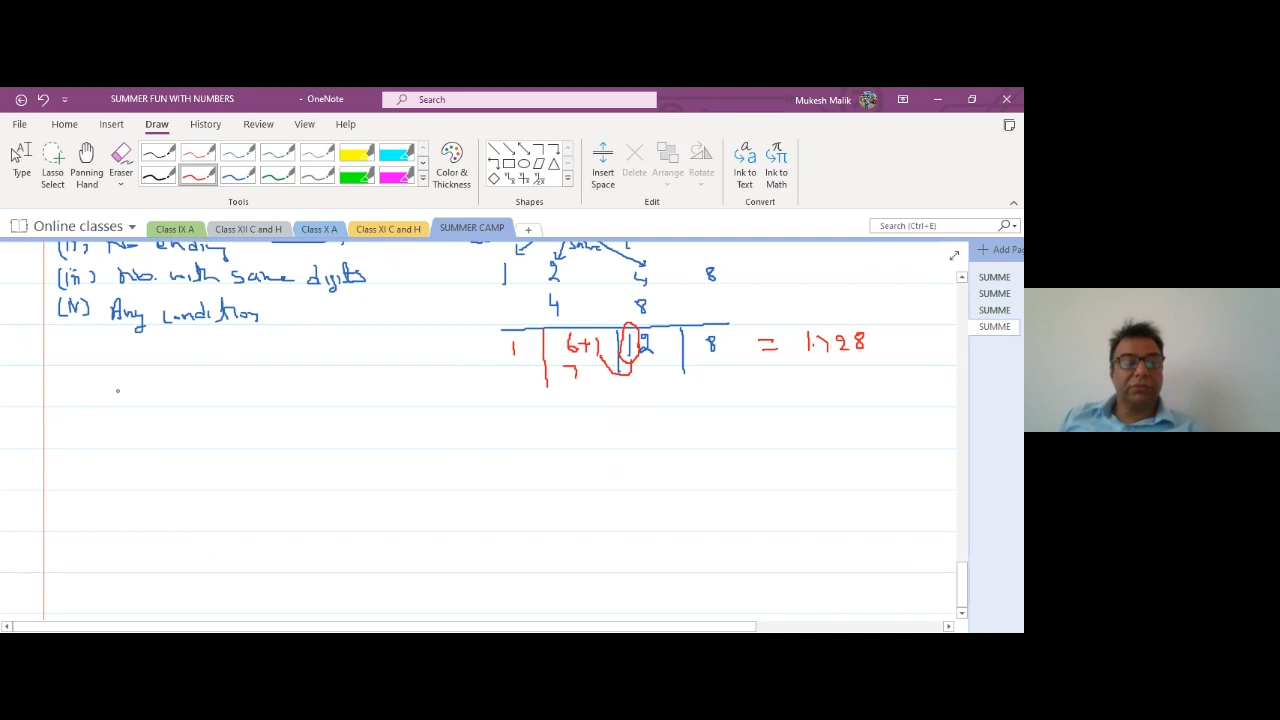 SUMMER FUN WITH NUMBERS - OneNote
Search
Mukesh Malik
File Home Insert Draw History Review View Help
Type
Lasso Select
Panning Hand
Eraser
Color & Thickness
Insert Space
Delete
Arrange
Rotate
Ink to Text
Ink to Math
Tools
Shapes
Edit
Convert
Online classes
Class IX A
Class XII C and H
Class X A
Class XI C and H
SUMMER CAMP
+
Search (Ctrl+E)
Add Pa
SUMME
SUMME
SUMME
SUMME
ending
(iii) No. with same digits
(iv) Any condition
1 2 4 8
4 8
1 | 6+1 | 12 | 8 = 1728
7